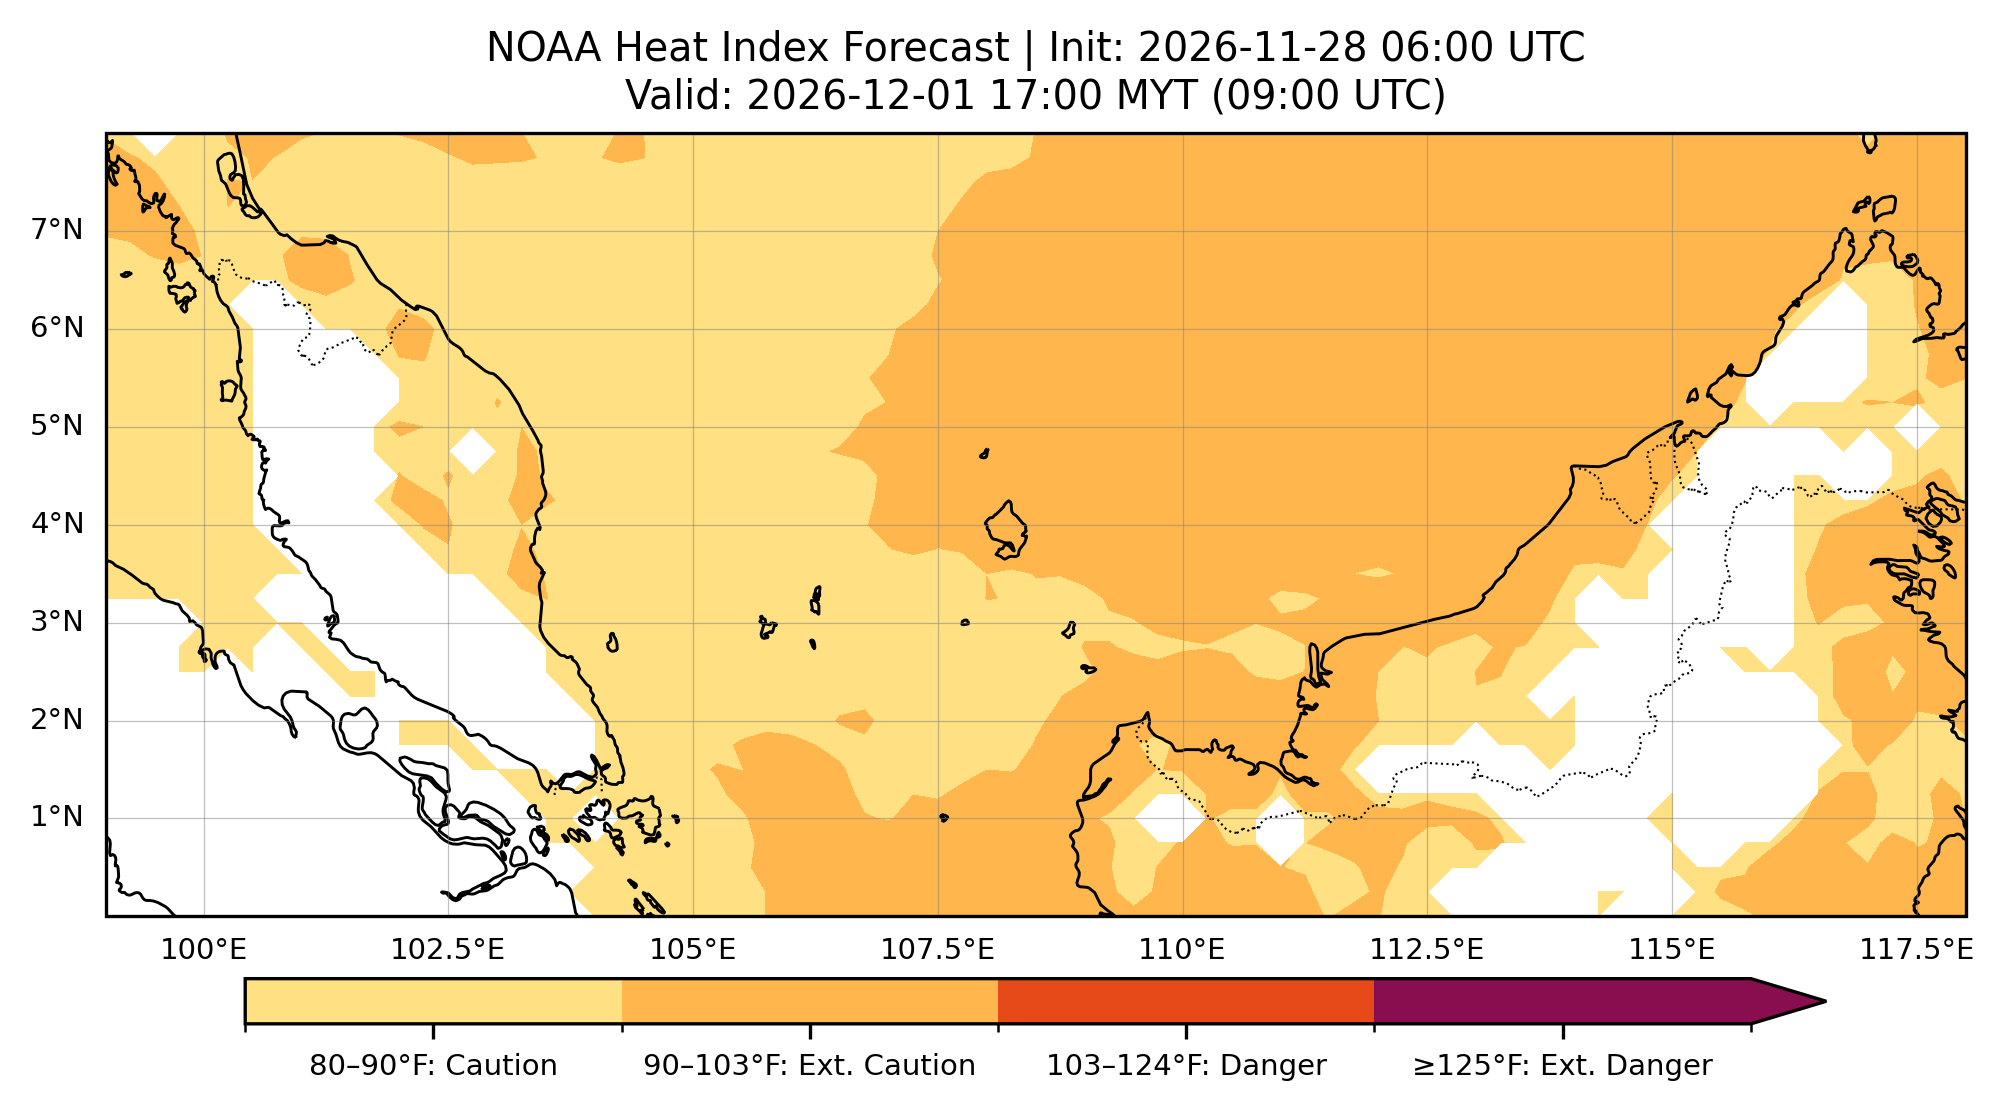 NOAA Heat Index Forecast | Init: 2026-11-28 06:00 UTC
Valid: 2026-12-01 17:00 MYT (09:00 UTC)
7°N
6°N
5°N
4°N
3°N
2°N
1°N
100°E
102.5°E
105°E
107.5°E
110°E
112.5°E
115°E
117.5°E
80–90°F: Caution
90–103°F: Ext. Caution
103–124°F: Danger
≥125°F: Ext. Danger